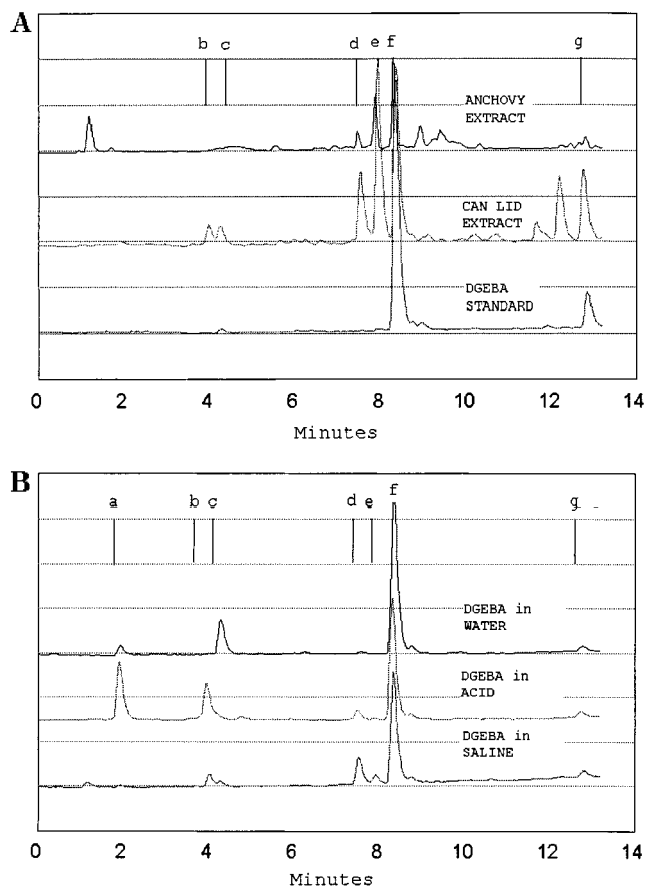 A
b c d e f g
ANCHOVY
EXTRACT
CAN LID
EXTRACT
DGEBA
STANDARD
0 2 4 6 8 10 12 14
Minutes
B
a b c d e f g
DGEBA in
WATER
DGEBA in
ACID
DGEBA in
SALINE
0 2 4 6 8 10 12 14
Minutes